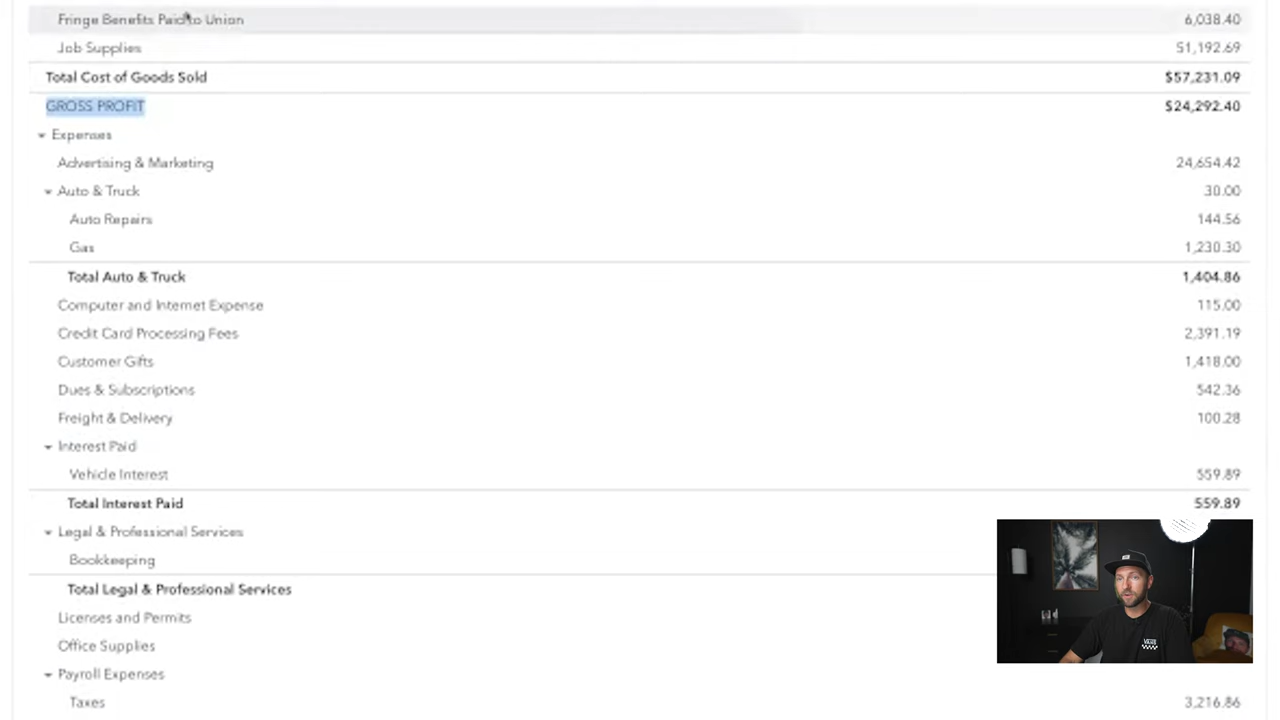 Fringe Benefits Paid to Union 6,038.40
Job Supplies 51,192.69
Total Cost of Goods Sold $57,231.09
GROSS PROFIT $24,292.40
Expenses
Advertising & Marketing 24,654.42
Auto & Truck 30.00
Auto Repairs 144.56
Gas 1,230.30
Total Auto & Truck 1,404.86
Computer and Internet Expense 115.00
Credit Card Processing Fees 2,391.19
Customer Gifts 1,418.00
Dues & Subscriptions 542.36
Freight & Delivery 100.28
Interest Paid
Vehicle Interest 559.89
Total Interest Paid 559.89
Legal & Professional Services
Bookkeeping
Total Legal & Professional Services
Licenses and Permits
Office Supplies
Payroll Expenses
Taxes 3,216.86
VANS